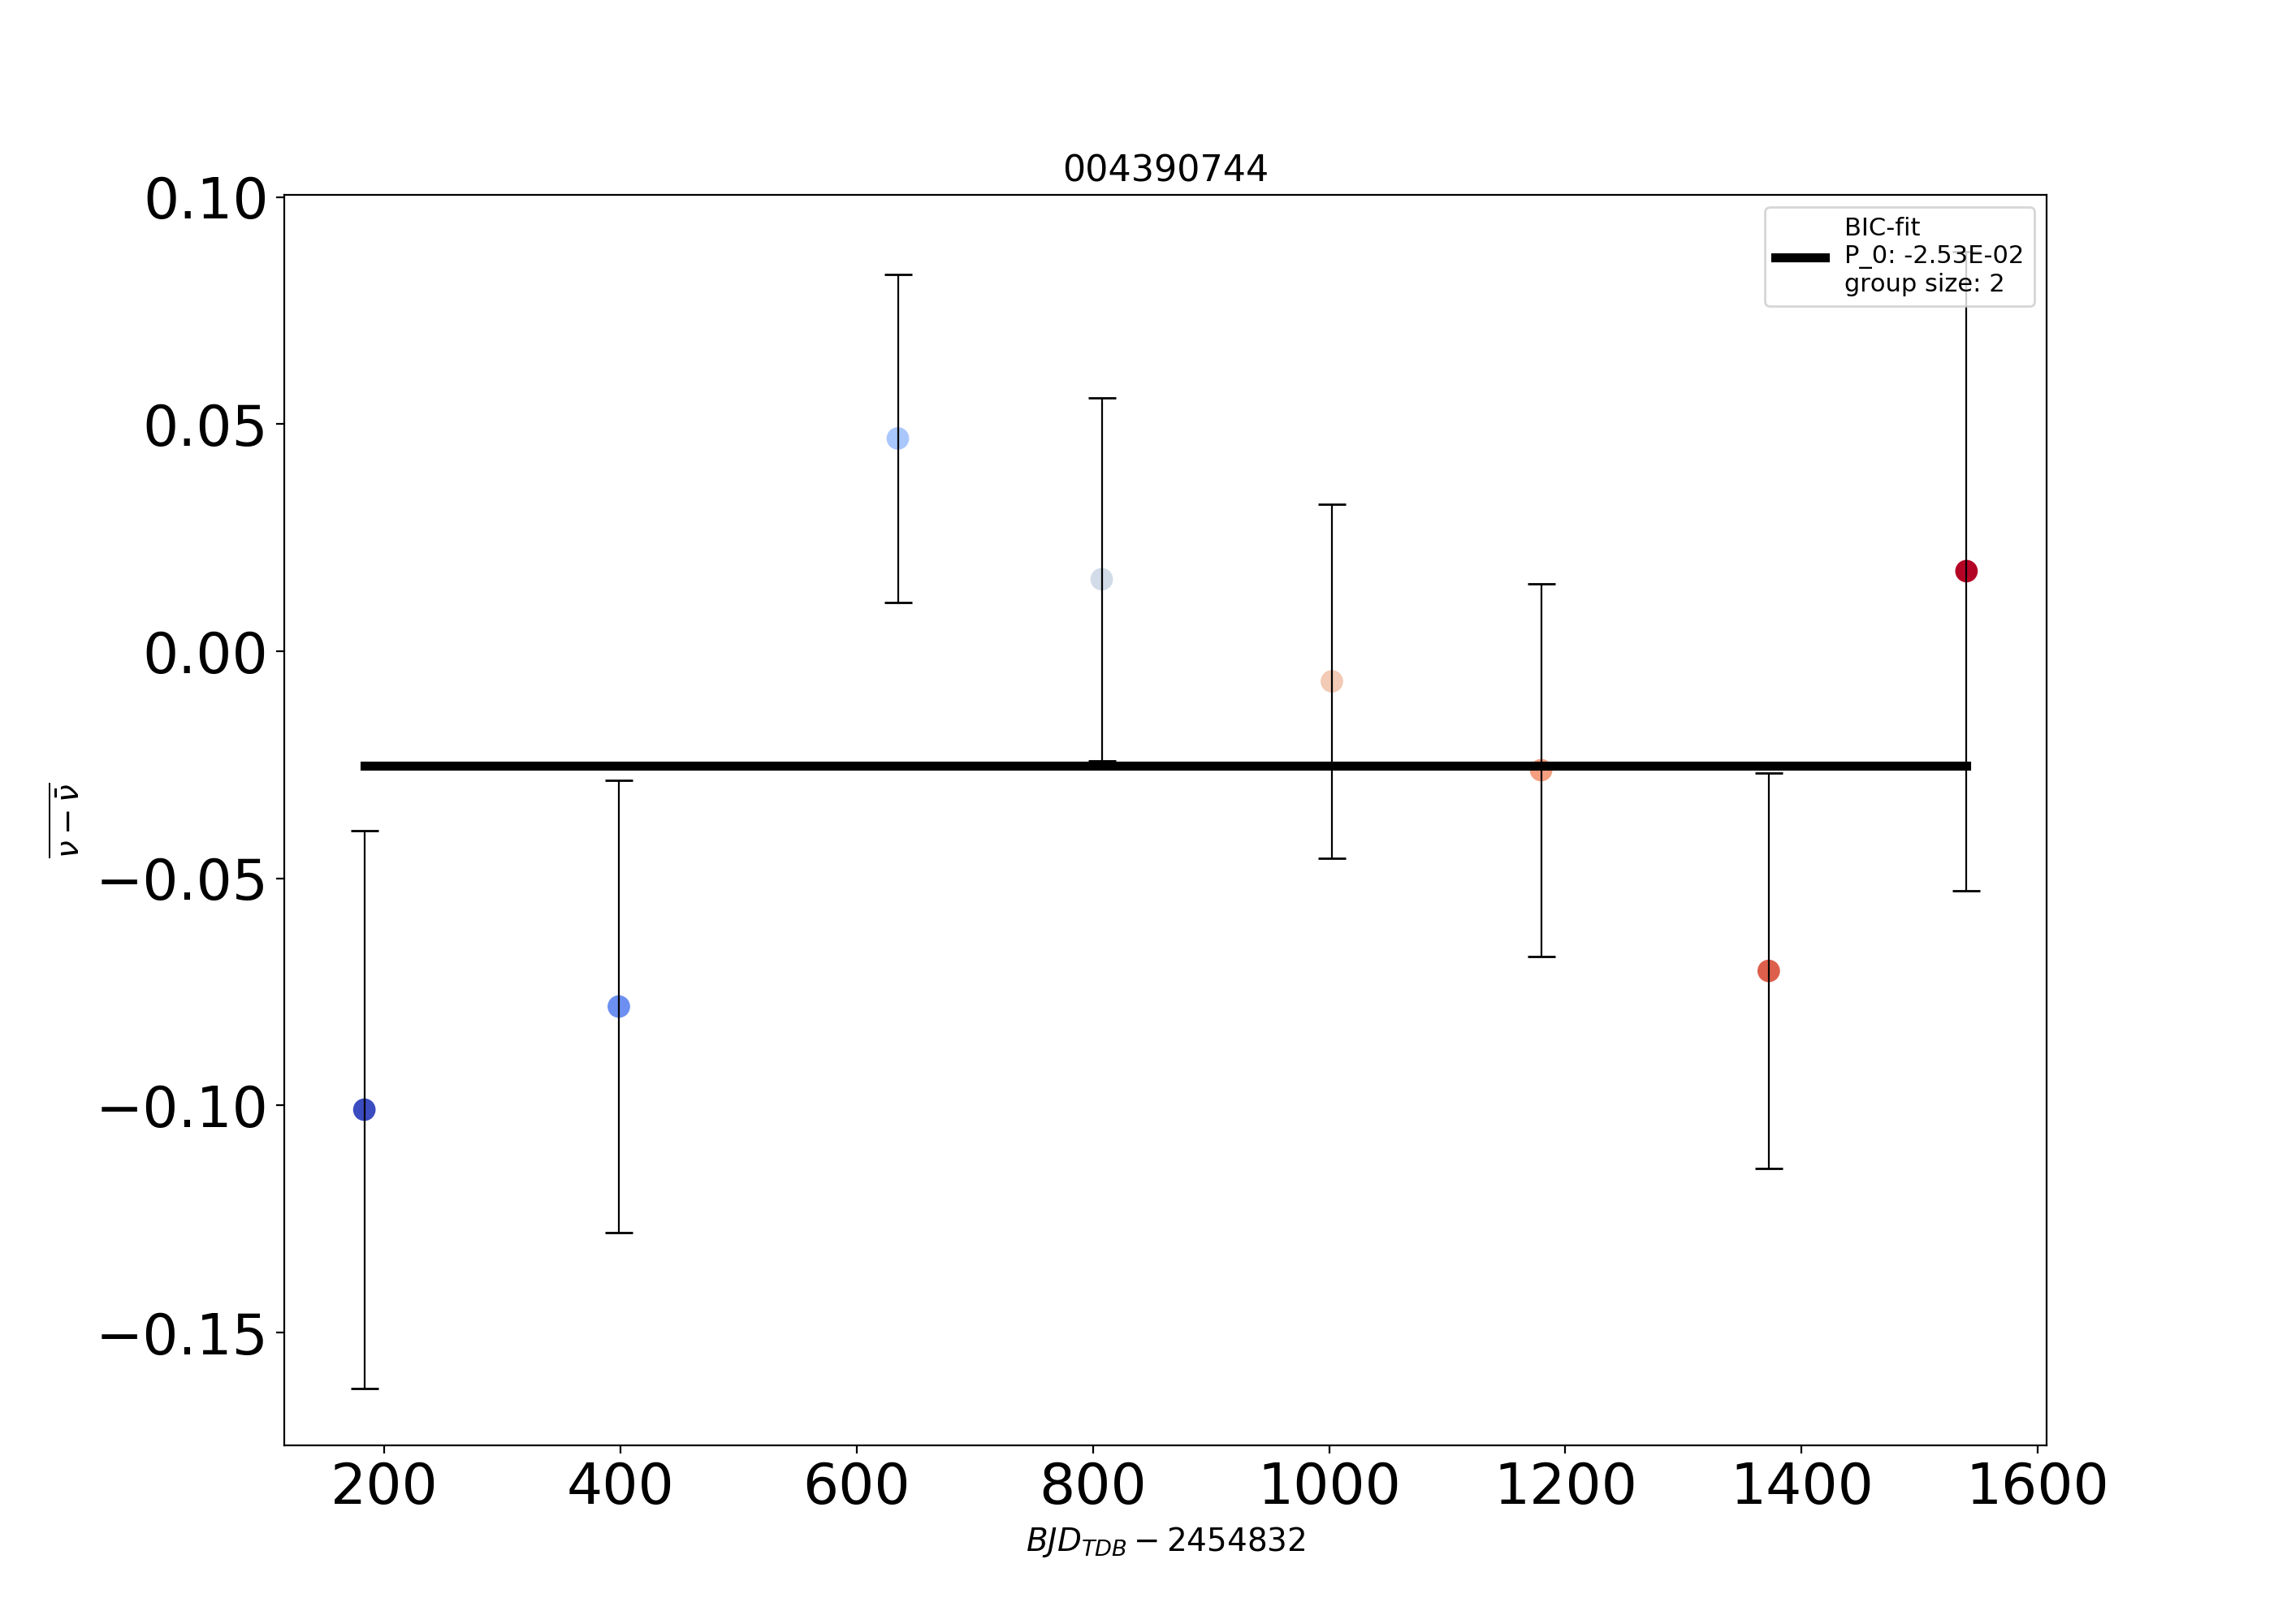 004390744
BIC-fit
P_0: -2.53E-02
group size: 2
0.10
0.05
0.00
−0.05
−0.10
−0.15
ν − ν̄
200 400 600 800 1000 1200 1400 1600
BJD_TDB − 2454832